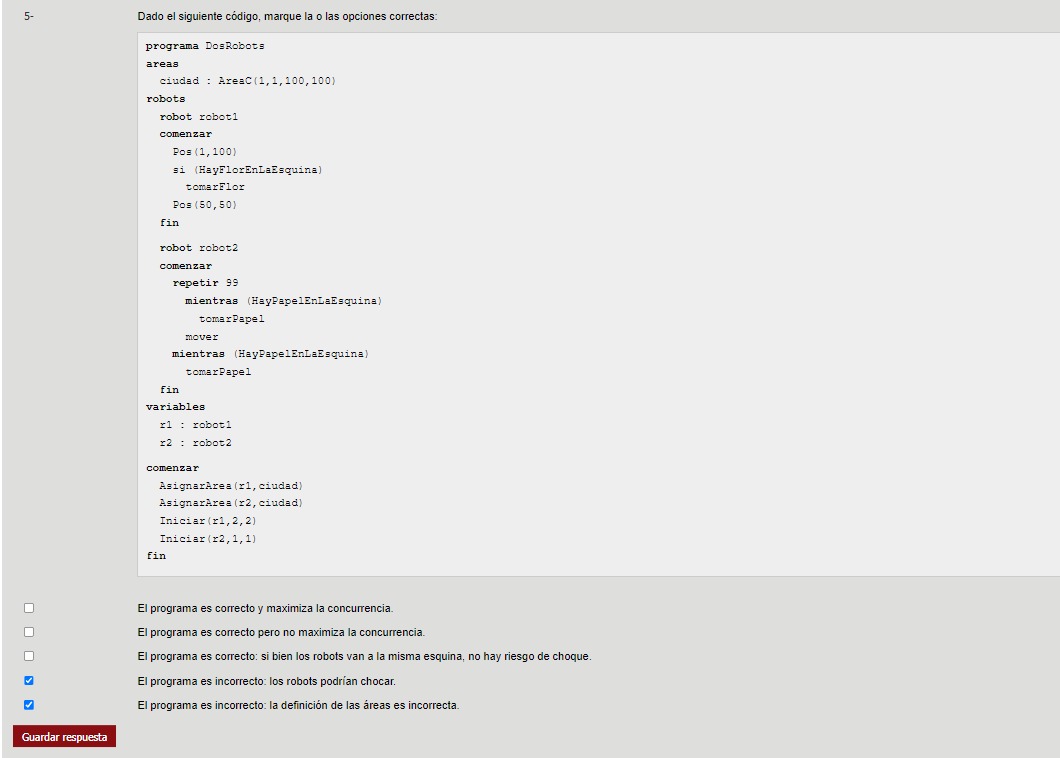 5-
Dado el siguiente código, marque la o las opciones correctas:
programa DosRobots
areas
ciudad : AreaC(1,1,100,100)
robots
robot robot1
comenzar
Pos(1,100)
si (HayFlorEnLaEsquina)
tomarFlor
Pos(50,50)
fin
robot robot2
comenzar
repetir 99
mientras (HayPapelEnLaEsquina)
tomarPapel
mover
mientras (HayPapelEnLaEsquina)
tomarPapel
fin
variables
r1 : robot1
r2 : robot2
comenzar
AsignarArea(r1,ciudad)
AsignarArea(r2,ciudad)
Iniciar(r1,2,2)
Iniciar(r2,1,1)
fin
El programa es correcto y maximiza la concurrencia.
El programa es correcto pero no maximiza la concurrencia.
El programa es correcto: si bien los robots van a la misma esquina, no hay riesgo de choque.
El programa es incorrecto: los robots podrían chocar.
El programa es incorrecto: la definición de las áreas es incorrecta.
Guardar respuesta